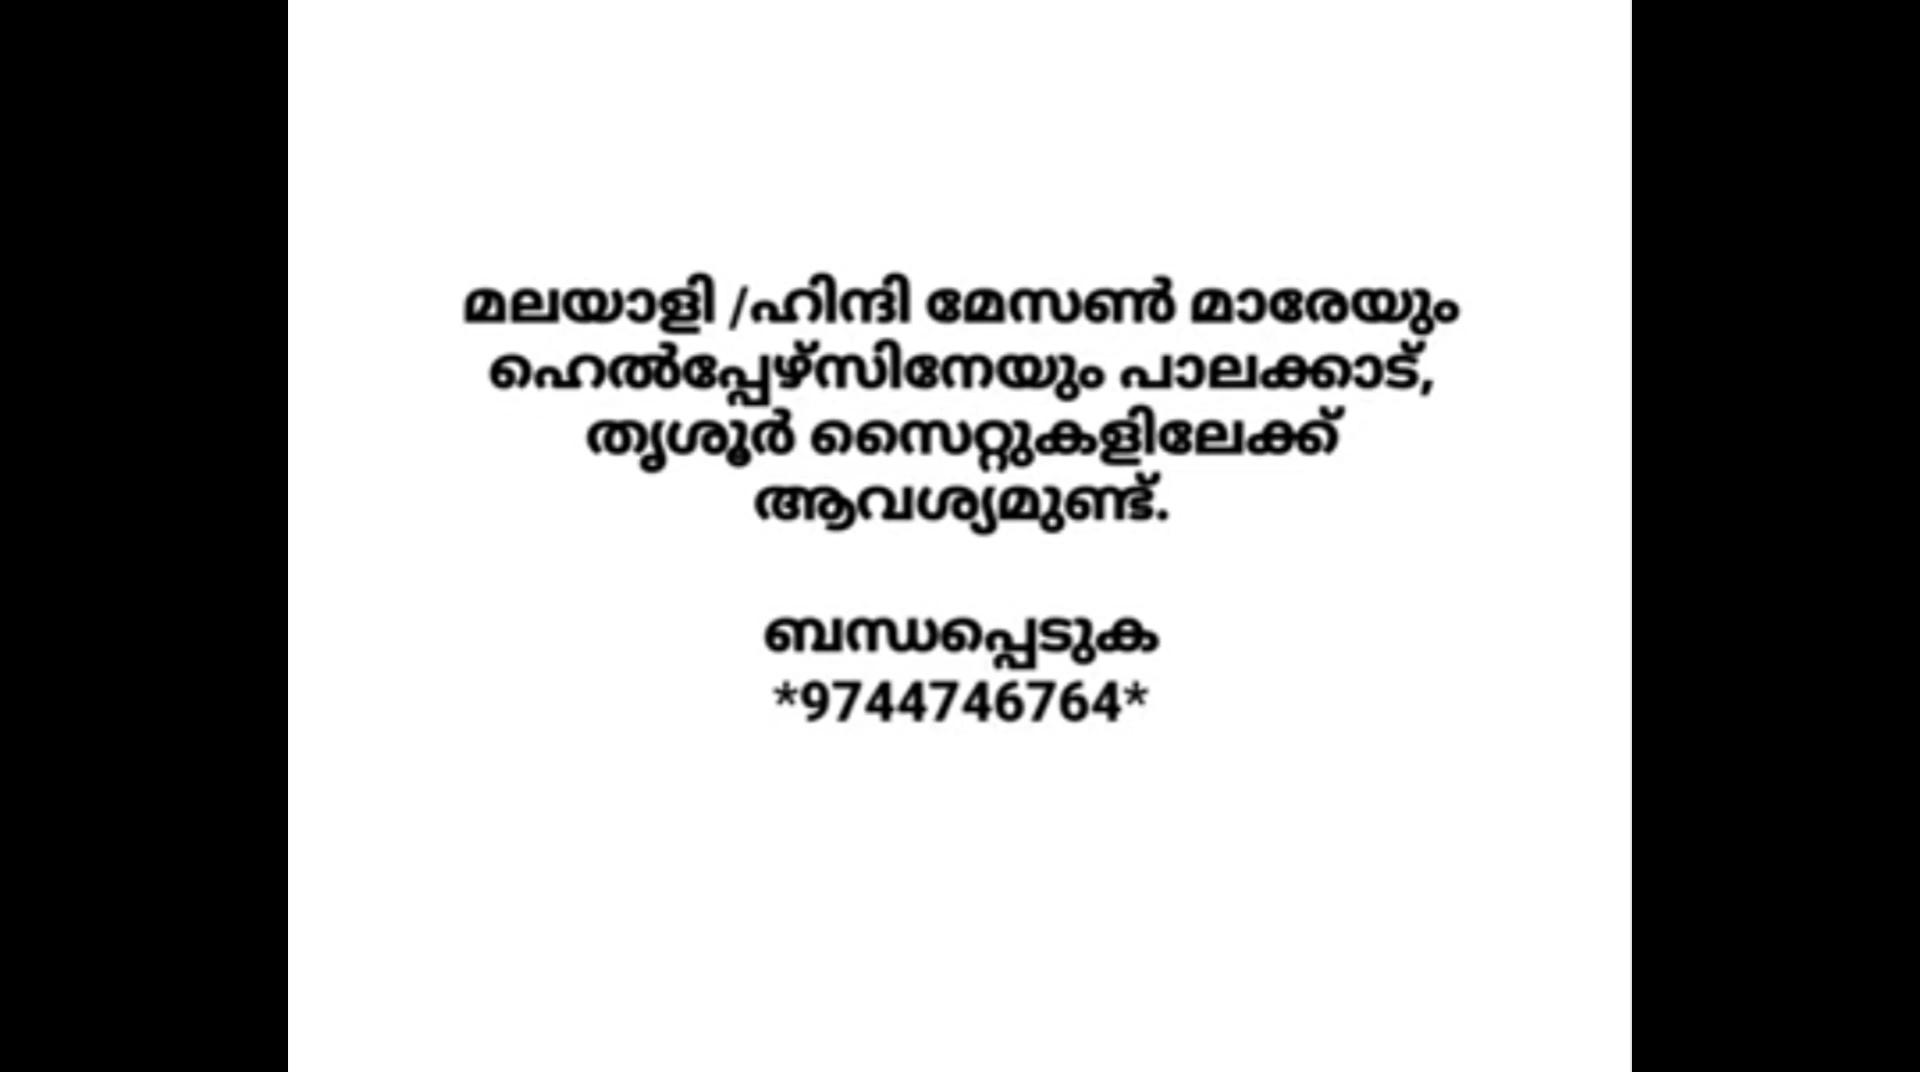 മലയാളി /ഹിന്ദി മേസൺ മാരേയും
ഹെൽപ്പേഴ്സിനേയും പാലക്കാട്,
തൃശൂർ സൈറ്റുകളിലേക്ക്
ആവശ്യമുണ്ട്.
ബന്ധപ്പെടുക
*9744746764*